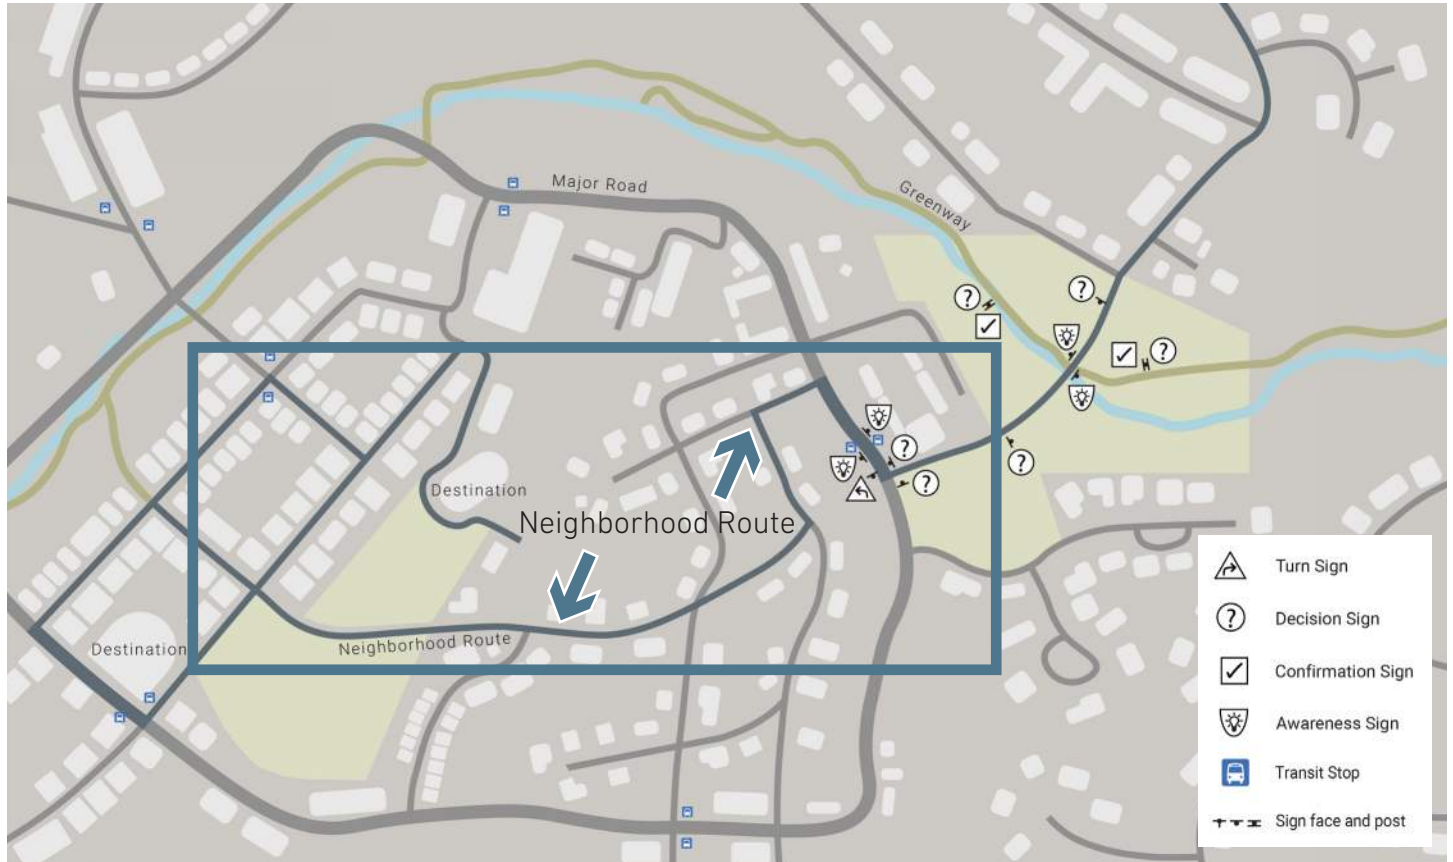 Major Road
Greenway
?
?
?
Destination
?
?
?
Neighborhood Route
Neighborhood Route
Destination
Turn Sign
? Decision Sign
Confirmation Sign
Awareness Sign
Transit Stop
Sign face and post